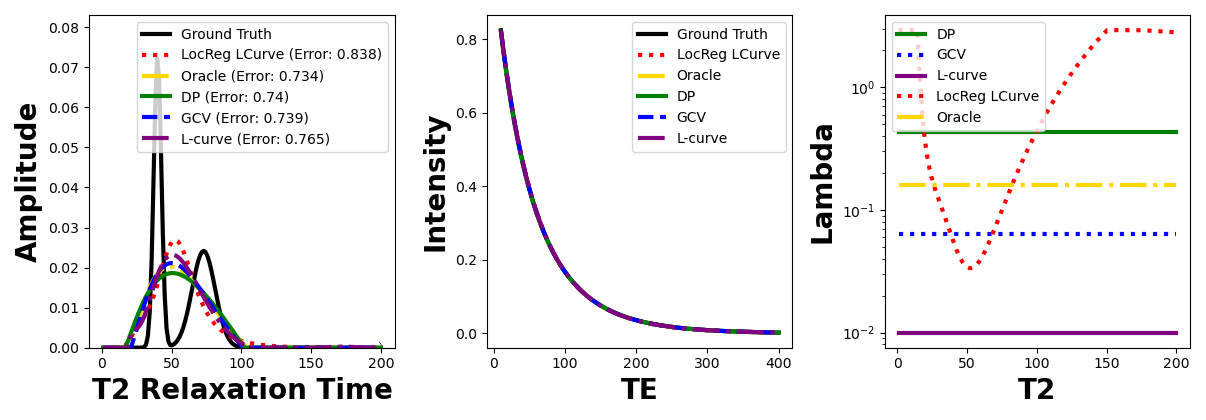 0.08
0.07
0.06
0.05
0.04
0.03
0.02
0.01
0.00
Amplitude
Ground Truth
LocReg LCurve (Error: 0.838)
Oracle (Error: 0.734)
DP (Error: 0.74)
GCV (Error: 0.739)
L-curve (Error: 0.765)
0 50 100 150 200
T2 Relaxation Time
0.8
0.6
0.4
0.2
0.0
Intensity
Ground Truth
LocReg LCurve
Oracle
DP
GCV
L-curve
0 100 200 300 400
TE
10⁰
10⁻¹
10⁻²
Lambda
DP
GCV
L-curve
LocReg LCurve
Oracle
0 50 100 150 200
T2